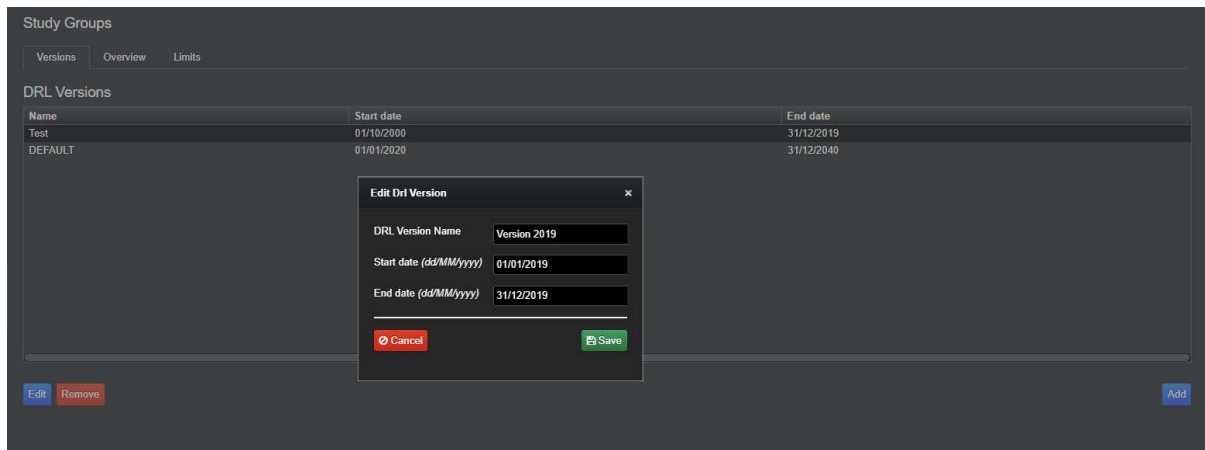 Study Groups
Versions Overview Limits
DRL Versions
Name Start date End date
Test 01/10/2000 31/12/2019
DEFAULT 01/01/2020 31/12/2040
Edit Drl Version ×
DRL Version Name Version 2019
Start date (dd/MM/yyyy) 01/01/2019
End date (dd/MM/yyyy) 31/12/2019
Cancel Save
Edit Remove Add